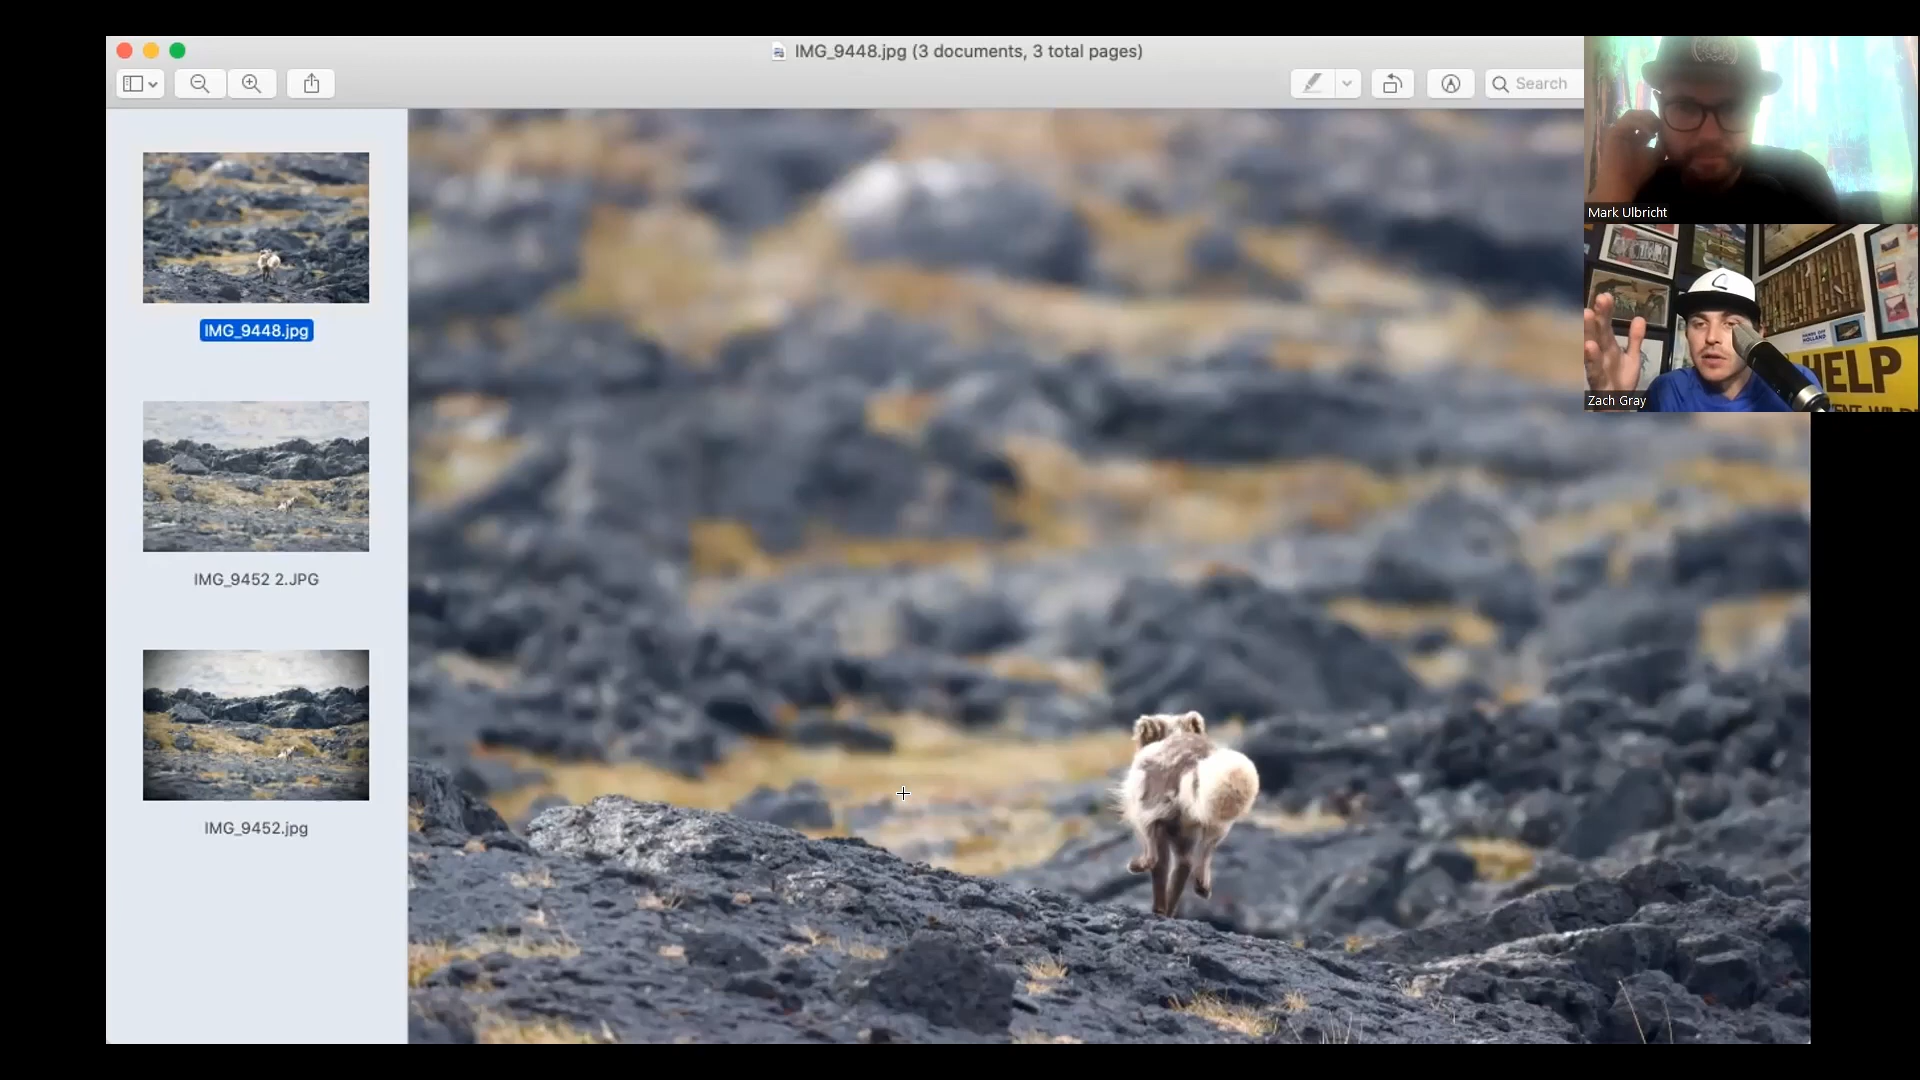 IMG_9448.jpg (3 documents, 3 total pages)
Search
IMG_9448.jpg
IMG_9452 2.JPG
IMG_9452.jpg
Mark Ulbricht
HELP
Zach Gray